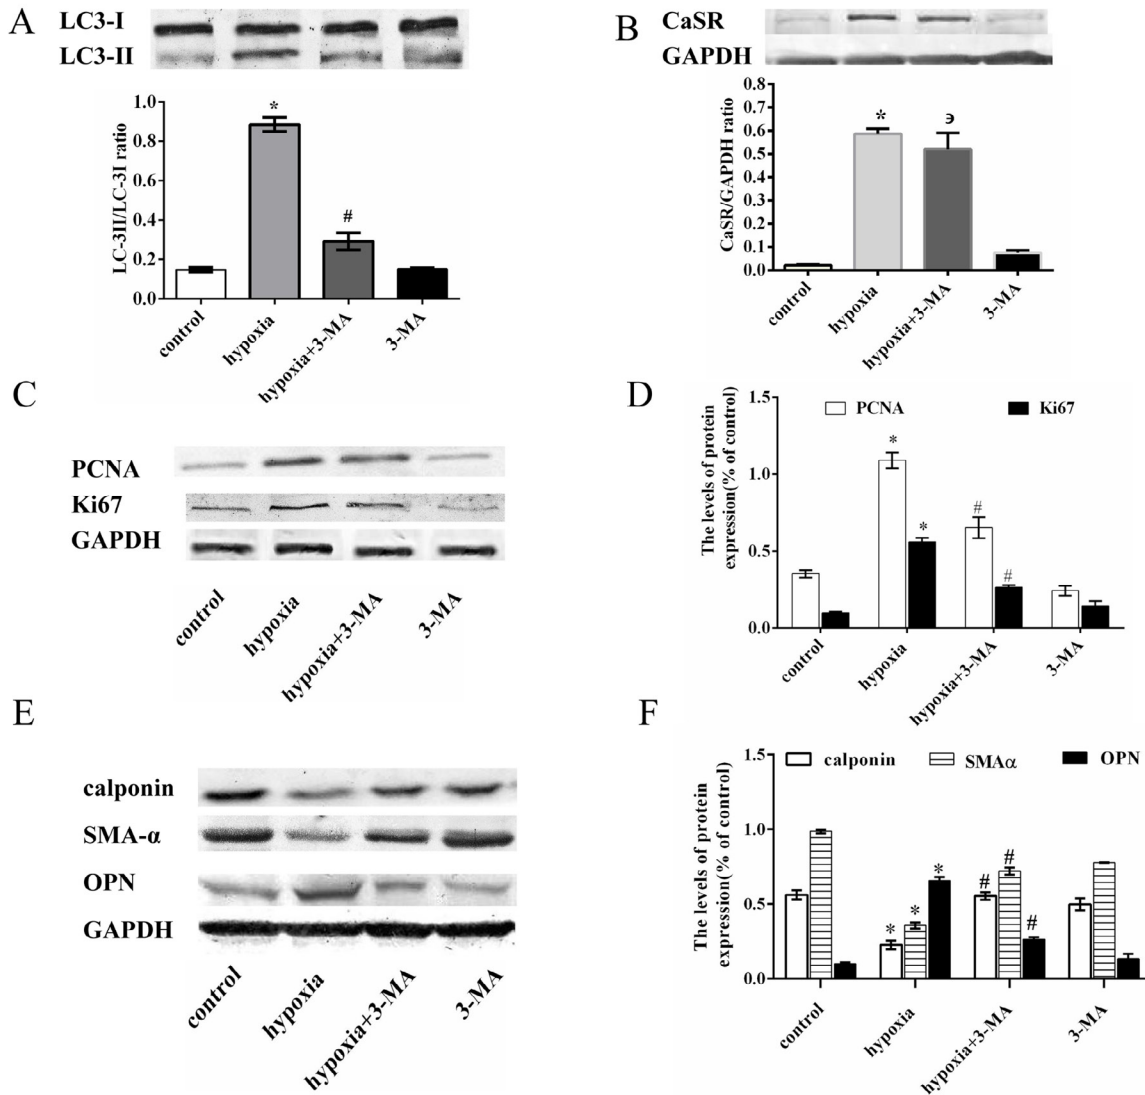 A
LC3-I
LC3-II
LC-3II/LC-3I ratio
1.0
0.8
0.6
0.4
0.2
0.0
*
#
control
hypoxia
hypoxia+3-MA
3-MA
B
CaSR
GAPDH
CaSR/GAPDH ratio
0.8
0.7
0.6
0.5
0.4
0.3
0.2
0.1
0.0
*
э
control
hypoxia
hypoxia+3-MA
3-MA
C
PCNA
Ki67
GAPDH
control
hypoxia
hypoxia+3-MA
3-MA
D
The levels of protein
expression(% of control)
1.5
1.0
0.5
0.0
PCNA
Ki67
*
*
#
#
control
hypoxia
hypoxia+3-MA
3-MA
E
calponin
SMA-α
OPN
GAPDH
control
hypoxia
hypoxia+3-MA
3-MA
F
The levels of protein
expression(% of control)
1.5
1.0
0.5
0.0
calponin
SMAα
OPN
*
*
*
#
#
#
control
hypoxia
hypoxia+3-MA
3-MA